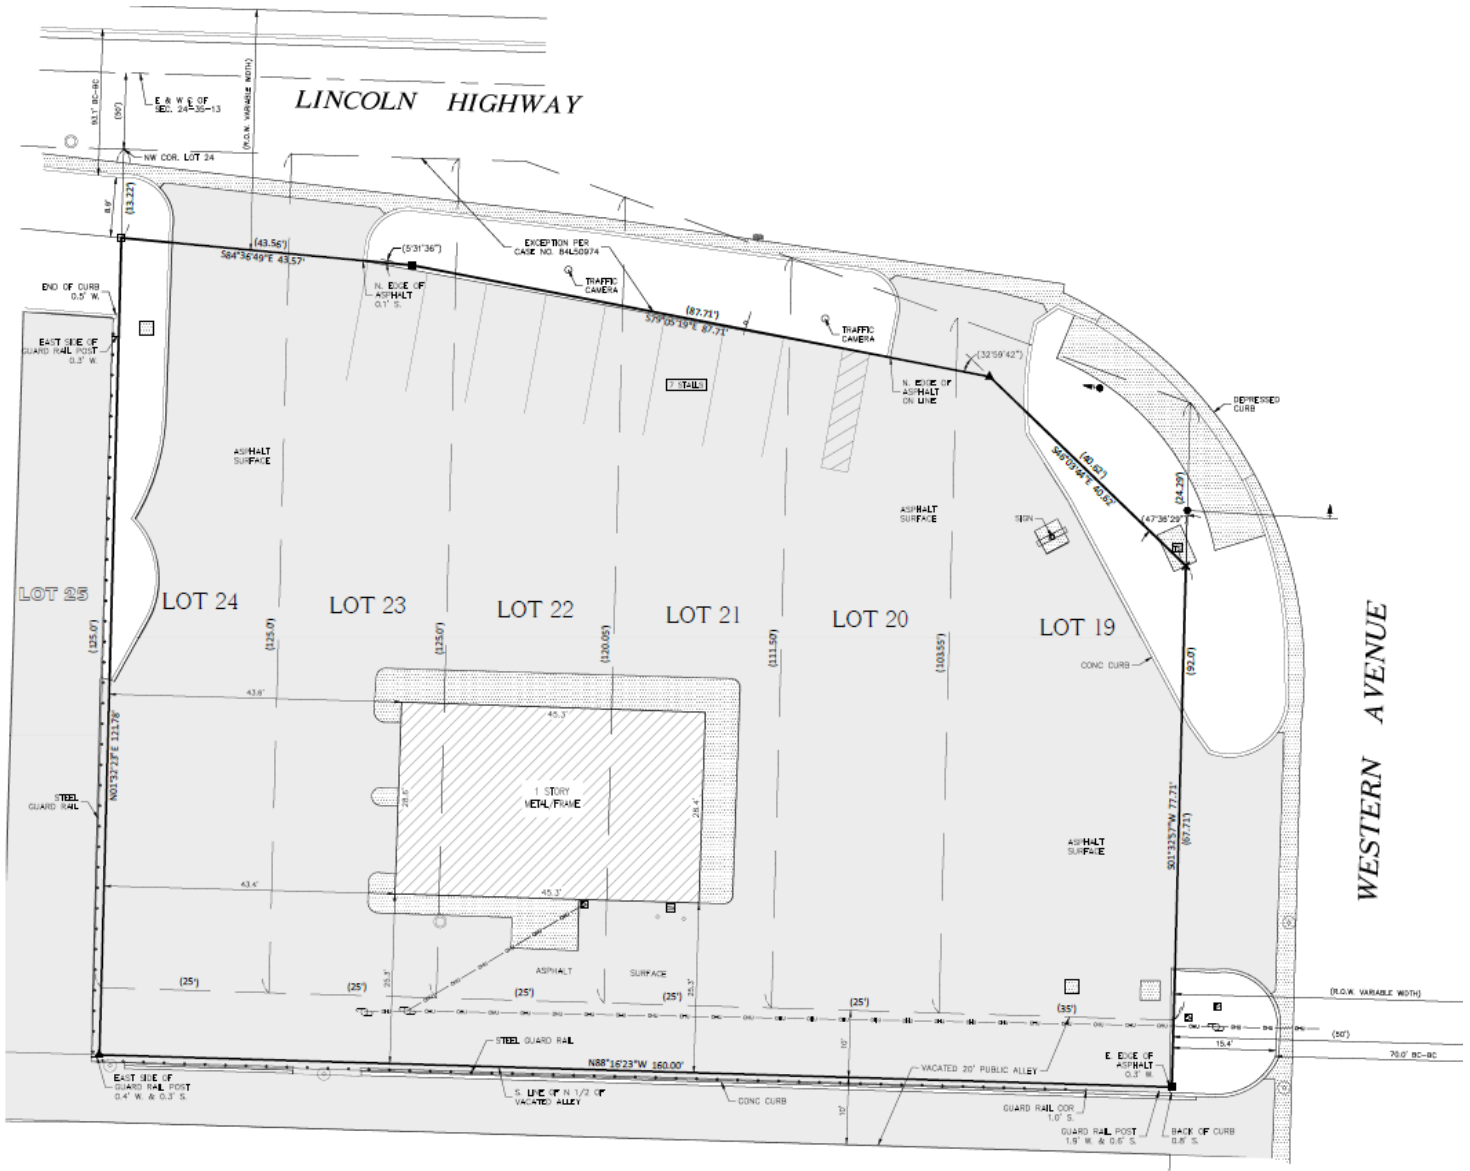 LINCOLN HIGHWAY
93.1' BC-BC
(50')
E & W ℄ OF
SEC. 24-35-13
(R.O.W. VARIABLE WIDTH)
NW COR. LOT 24
8.9'
(13.22')
(43.56')
S84°36'49"E 43.57'
(5°31'36")
EXCEPTION PER
CASE NO. 84L50974
TRAFFIC
CAMERA
N. EDGE OF
ASPHALT
0.1' S.
END OF CURB
0.5' W.
EAST SIDE OF
GUARD RAIL POST
0.3' W.
(87.71')
S79°05'19"E 87.71'
TRAFFIC
CAMERA
(32°59'42")
7 STALLS
N. EDGE OF
ASPHALT
ON LINE
DEPRESSED
CURB
ASPHALT
SURFACE
(40.62')
S46°03'44"E 40.62'
(24.29')
ASPHALT
SURFACE
SIGN
(47°36'29")
LOT 25
LOT 24
LOT 23
LOT 22
LOT 21
LOT 20
LOT 19
(125.0')
(125.0')
(125.0')
(120.05')
(111.50')
(103.55')
(92.0')
CONC CURB
WESTERN AVENUE
43.6'
45.3'
N01°32'23"E 121.78'
STEEL
GUARD RAIL
28.6'
1 STORY
METAL/FRAME
28.4'
S01°32'57"W 77.71'
(67.71')
ASPHALT
SURFACE
43.4'
45.3'
25.3'
ASPHALT SURFACE
25.3'
(25')
(25')
(25')
(25')
(25')
(35')
(R.O.W. VARIABLE WIDTH)
(50')
15.4'
70.0' BC-BC
10'
STEEL GUARD RAIL
N88°16'23"W 160.00'
VACATED 20' PUBLIC ALLEY
E. EDGE OF
ASPHALT
0.3' W.
EAST SIDE OF
GUARD RAIL POST
0.4' W. & 0.3' S.
S. LINE OF N 1/2 OF
VACATED ALLEY
CONC CURB
10'
GUARD RAIL COR
1.0' S.
GUARD RAIL POST
1.9' W. & 0.6' S.
BACK OF CURB
0.8' S.